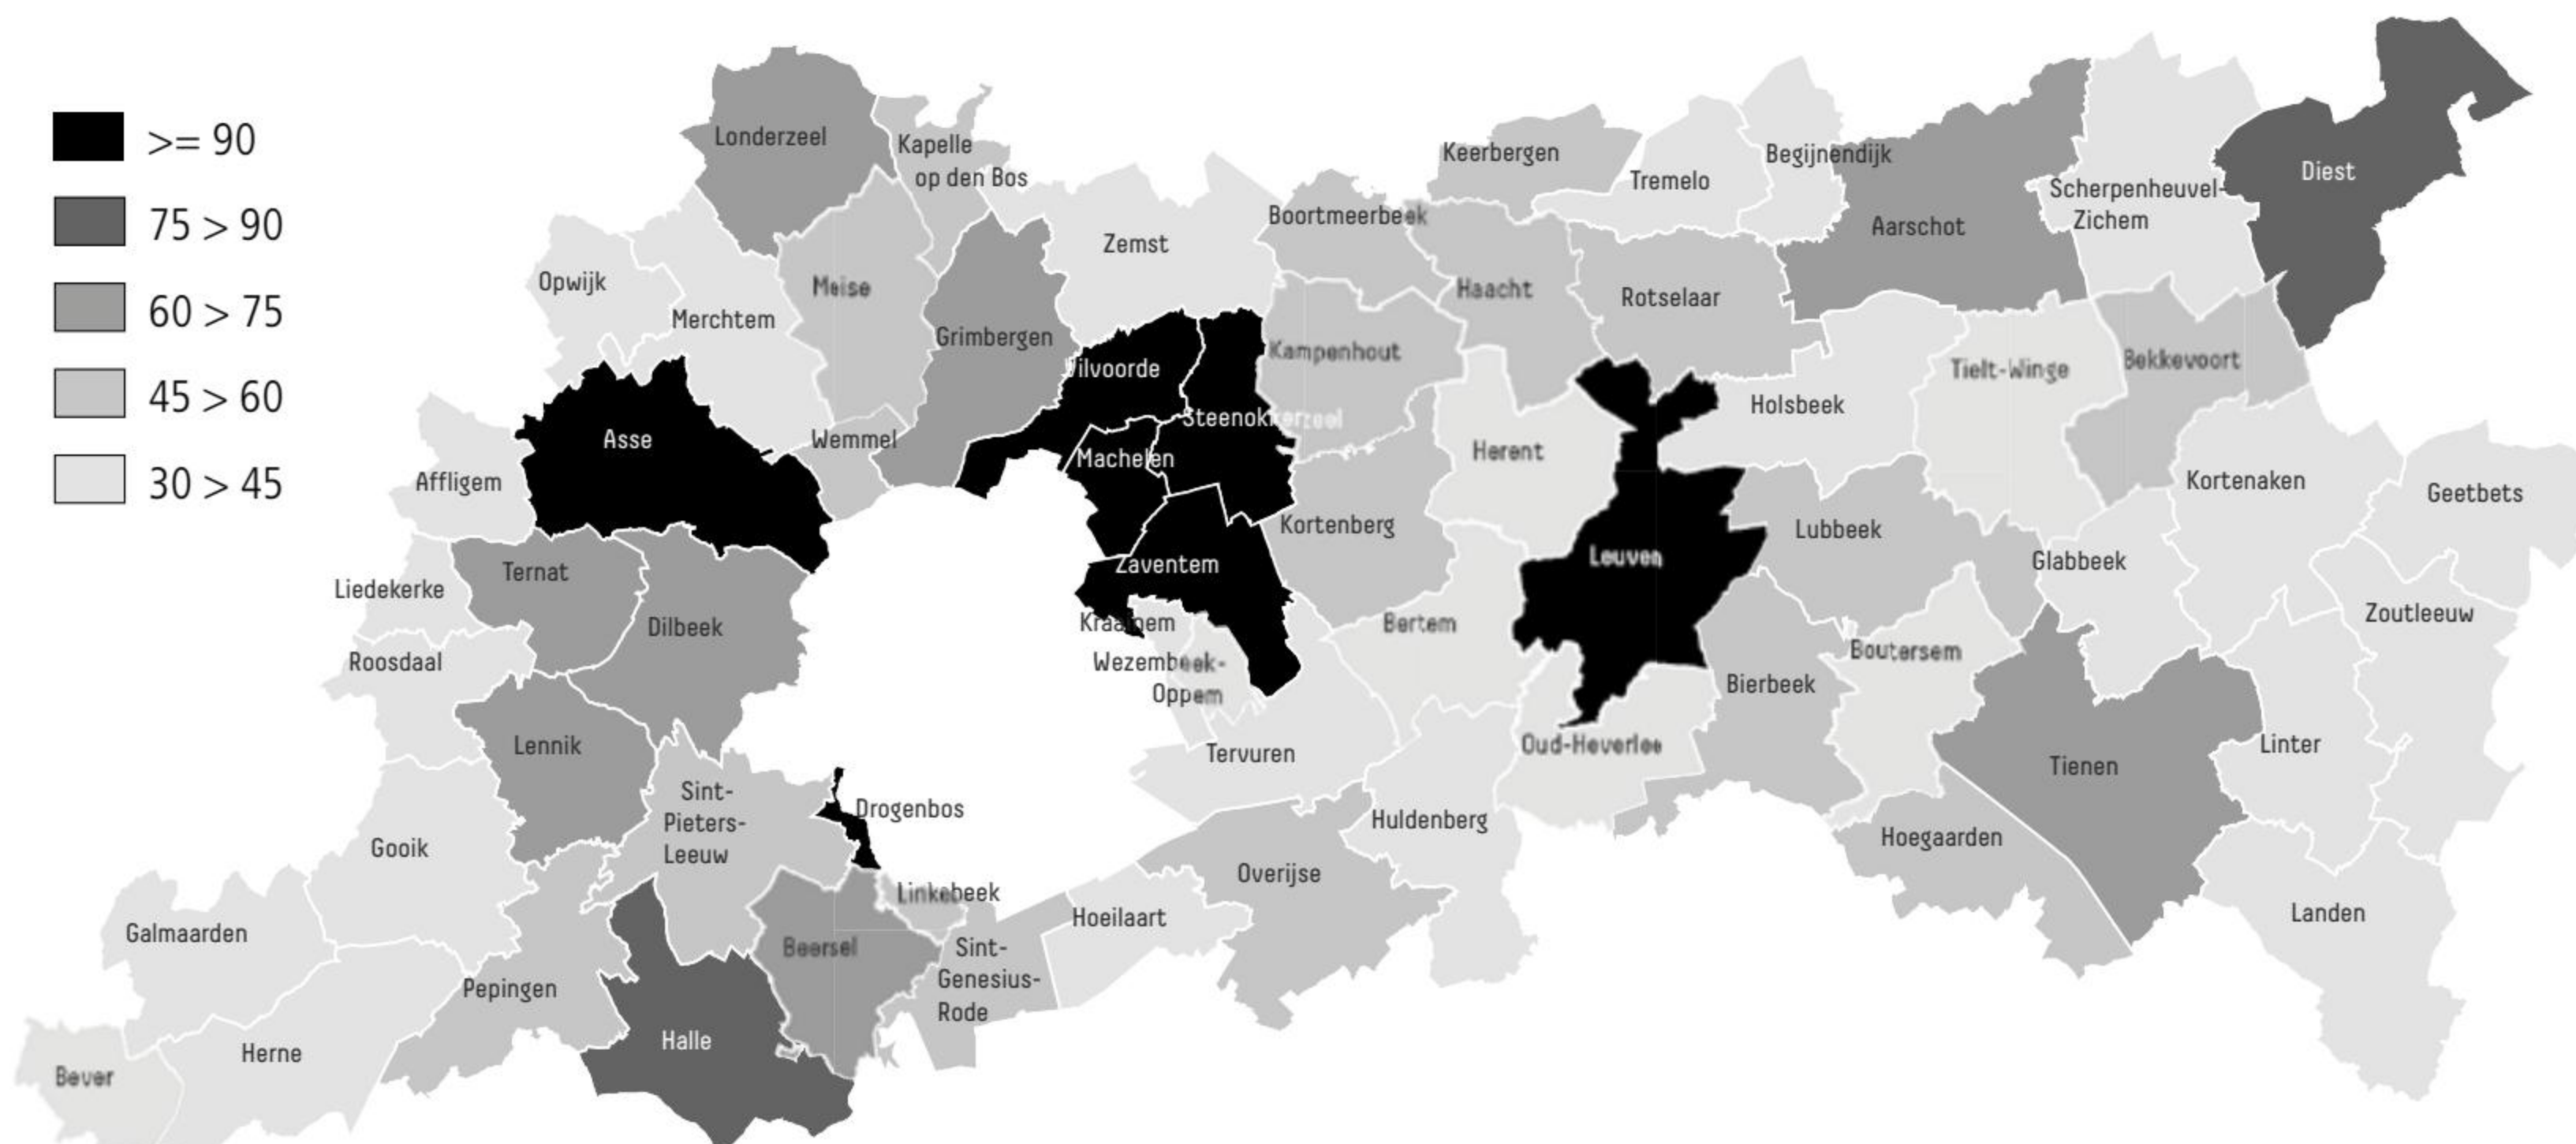 >= 90
75 > 90
60 > 75
45 > 60
30 > 45
Londerzeel
Kapelle
op den Bos
Keerbergen
Tremelo
Begijnendijk
Diest
Scherpenheuvel-
Zichem
Boortmeerbeek
Aarschot
Zemst
Opwijk
Meise
Haacht
Rotselaar
Merchtem
Grimbergen
Kampenhout
Vilvoorde
Tielt-Winge
Bekkevoort
Steenokkerzeel
Holsbeek
Asse
Wemmel
Machelen
Herent
Affligem
Kortenaken
Geetbets
Kortenberg
Lubbeek
Leuven
Glabbeek
Zaventem
Ternat
Liedekerke
Dilbeek
Kraainem
Bertem
Zoutleeuw
Roosdaal
Wezembeek-
Oppem
Boutersem
Bierbeek
Lennik
Tervuren
Oud-Heverlee
Linter
Tienen
Sint-
Pieters-
Leeuw
Drogenbos
Huldenberg
Hoegaarden
Gooik
Overijse
Linkebeek
Hoeilaart
Landen
Galmaarden
Beersel
Sint-
Genesius-
Rode
Pepingen
Halle
Herne
Bever